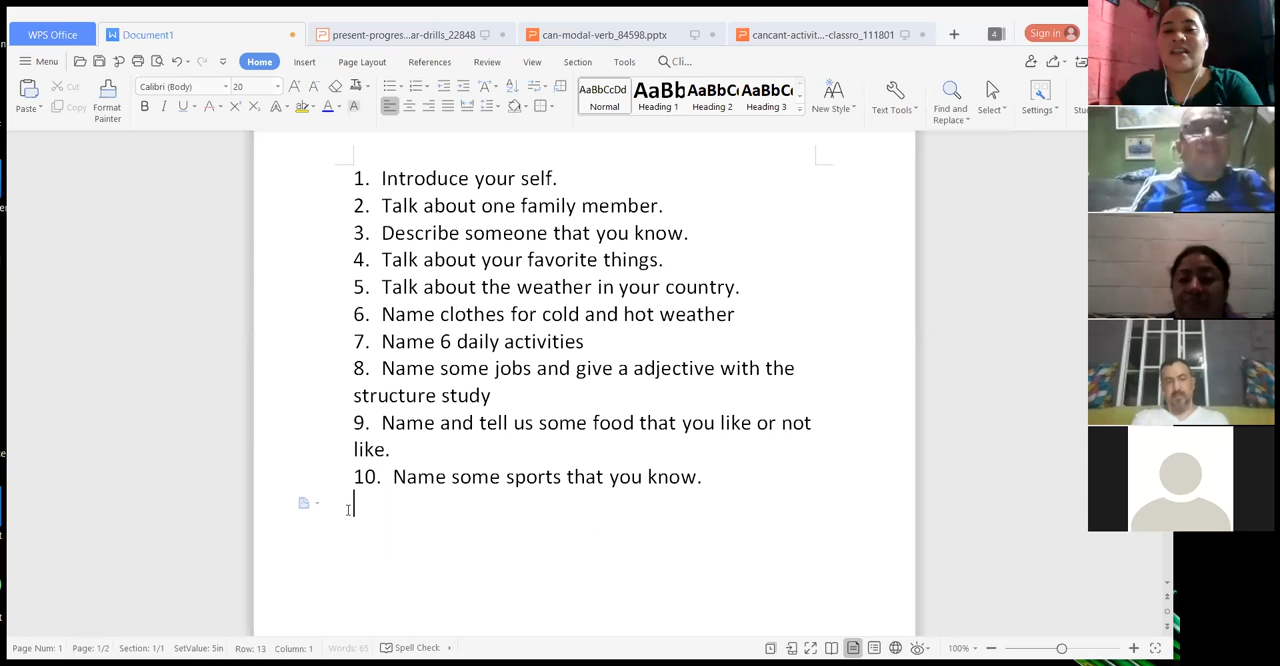 WPS Office
Document1
present-progres...ar-drills_22848
can-modal-verb_84598.pptx
cancant-activit...-classro_111801
4
Sign in
Menu
Home
Insert
Page Layout
References
Review
View
Section
Tools
Cli...
Paste
Cut
Copy
Format Painter
Calibri (Body)
20
AaBbCcDd
Normal
AaBb
Heading 1
AaBbCc
Heading 2
AaBbCc
Heading 3
New Style
Text Tools
Find and Replace
Select
Settings
1. Introduce your self.
2. Talk about one family member.
3. Describe someone that you know.
4. Talk about your favorite things.
5. Talk about the weather in your country.
6. Name clothes for cold and hot weather
7. Name 6 daily activities
8. Name some jobs and give a adjective with the
structure study
9. Name and tell us some food that you like or not
like.
10. Name some sports that you know.
Page Num: 1
Page: 1/2
Section: 1/1
SetValue: 5in
Row: 13
Column: 1
Words: 65
Spell Check
100%